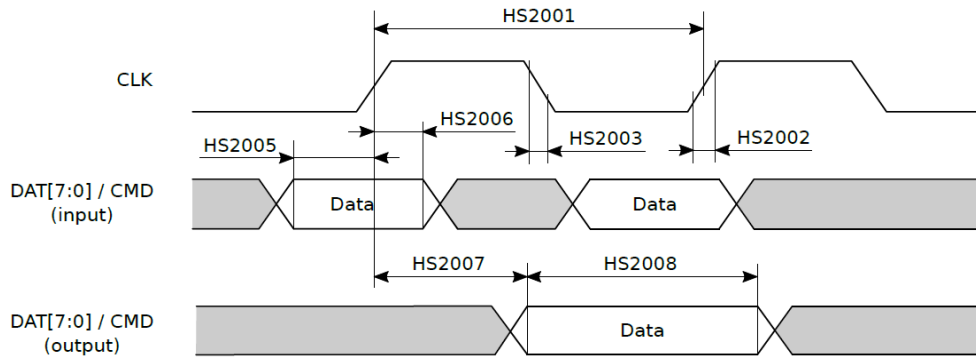 HS2001
CLK
HS2006
HS2005
HS2003
HS2002
DAT[7:0] / CMD
(input)
Data
Data
HS2007
HS2008
DAT[7:0] / CMD
(output)
Data